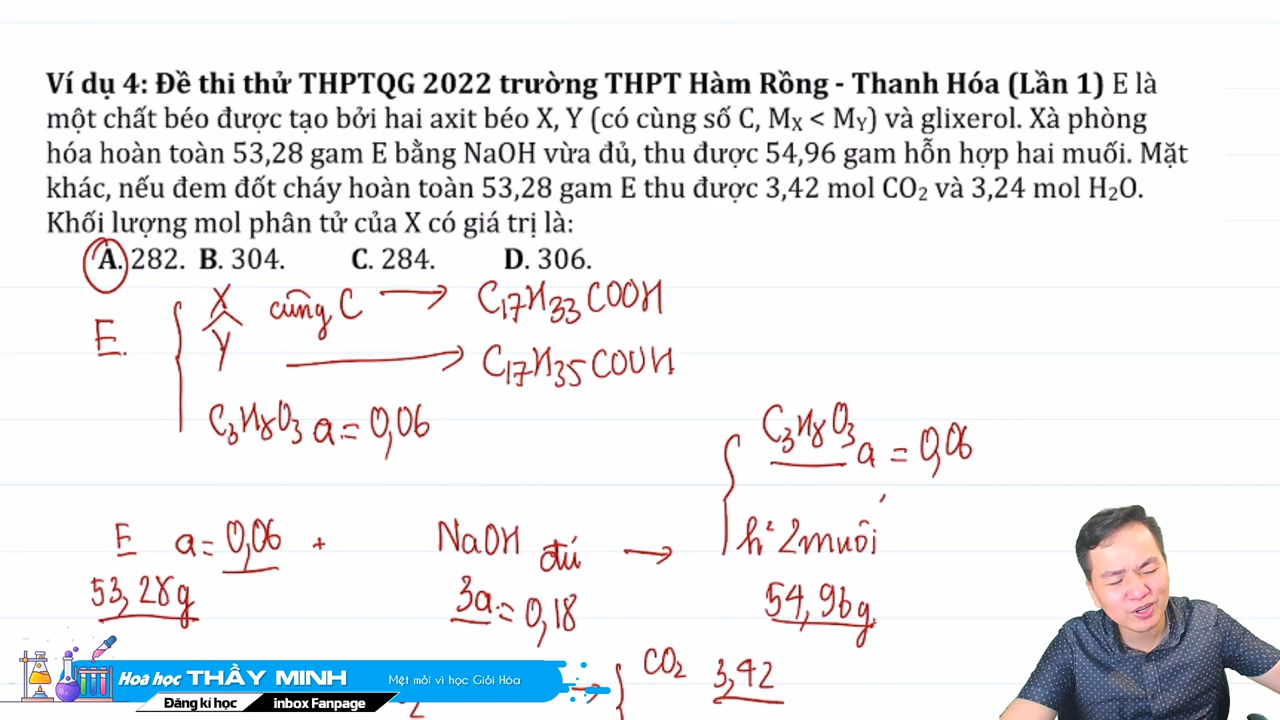 Ví dụ 4: Đề thi thử THPTQG 2022 trường THPT Hàm Rồng - Thanh Hóa (Lần 1) E là
một chất béo được tạo bởi hai axit béo X, Y (có cùng số C, Mₓ < Mᵧ) và glixerol. Xà phòng
hóa hoàn toàn 53,28 gam E bằng NaOH vừa đủ, thu được 54,96 gam hỗn hợp hai muối. Mặt
khác, nếu đem đốt cháy hoàn toàn 53,28 gam E thu được 3,42 mol CO₂ và 3,24 mol H₂O.
Khối lượng mol phân tử của X có giá trị là:
A. 282. B. 304. C. 284. D. 306.
X cùng C → C₁₇H₃₃COOH
E.
Y → C₁₇H₃₅COOH
C₃H₈O₃ a = 0,06
C₃H₈O₃ a = 0,06
E a = 0,06 + NaOH đủ → h² 2 muối
53,28g 3a = 0,18 54,96g
CO₂ 3,42
Hoá học THẦY MINH
Mệt mỏi vì học Giỏi Hóa
Đăng kí học inbox Fanpage